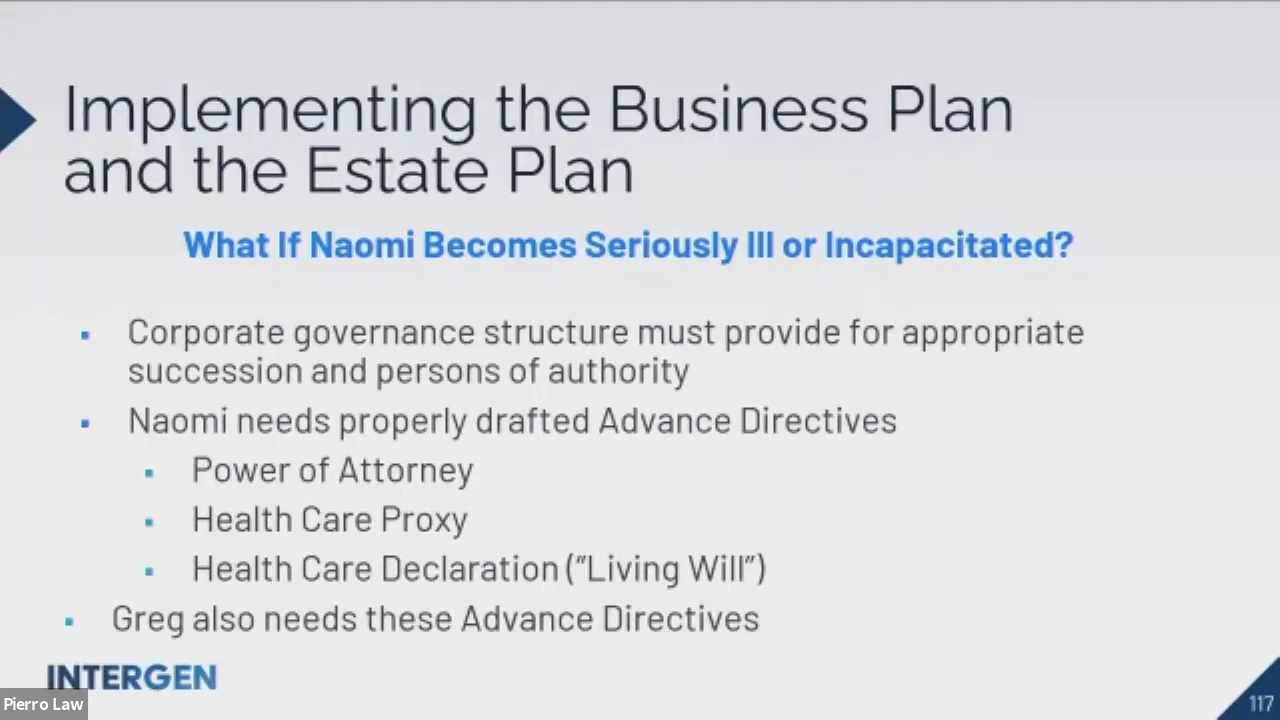 Implementing the Business Plan
and the Estate Plan
What If Naomi Becomes Seriously Ill or Incapacitated?
▪ Corporate governance structure must provide for appropriate
succession and persons of authority
▪ Naomi needs properly drafted Advance Directives
▪ Power of Attorney
▪ Health Care Proxy
▪ Health Care Declaration (“Living Will”)
▪ Greg also needs these Advance Directives
INTERGEN
Pierro Law
117